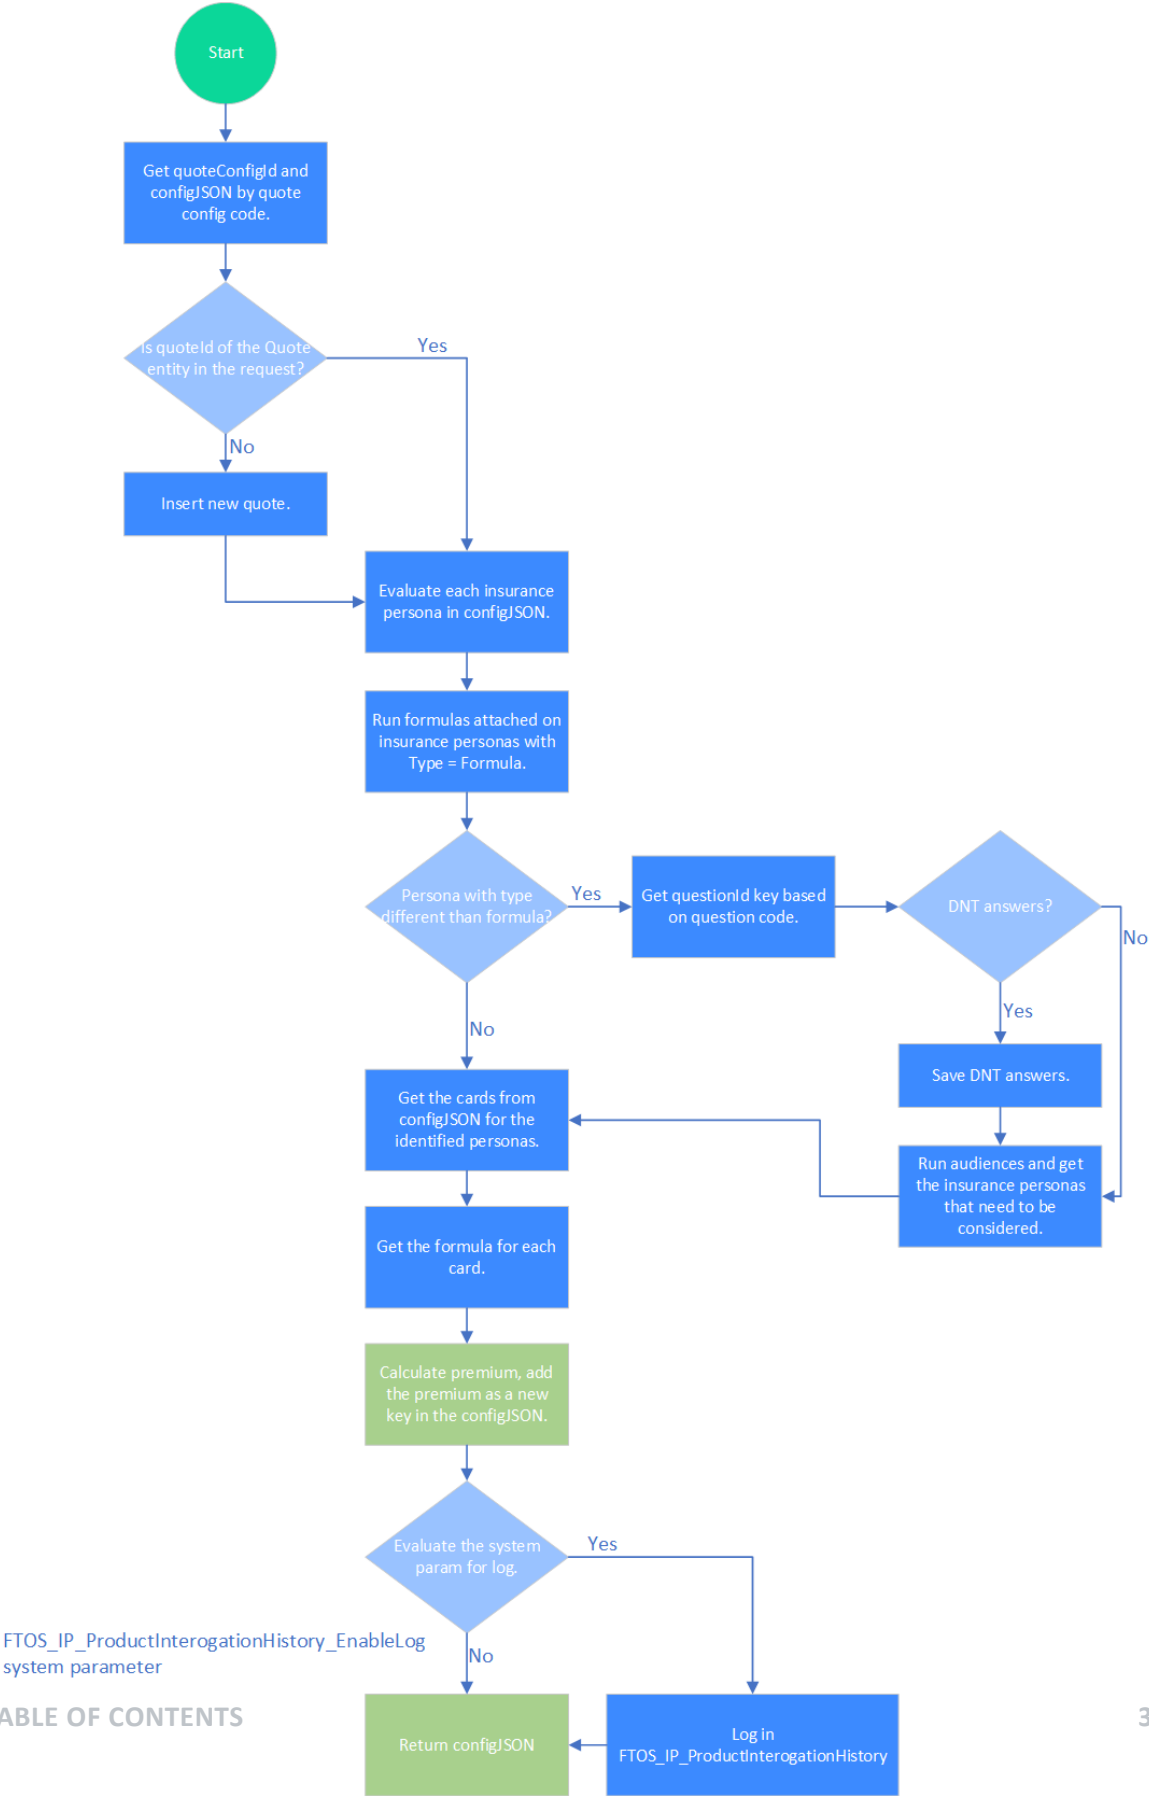 Start
Get quoteConfigId and
configJSON by quote
config code.
Is quoteId of the Quote
entity in the request?
Yes
No
Insert new quote.
Evaluate each insurance
persona in configJSON.
Run formulas attached on
insurance personas with
Type = Formula.
Persona with type
different than formula?
Yes
Get questionId key based
on question code.
DNT answers?
No
Yes
No
Save DNT answers.
Get the cards from
configJSON for the
identified personas.
Run audiences and get
the insurance personas
that need to be
considered.
Get the formula for each
card.
Calculate premium, add
the premium as a new
key in the configJSON.
Evaluate the system
param for log.
Yes
No
FTOS_IP_ProductInterogationHistory_EnableLog
system parameter
ABLE OF CONTENTS
3
Return configJSON
Log in
FTOS_IP_ProductInterogationHistory